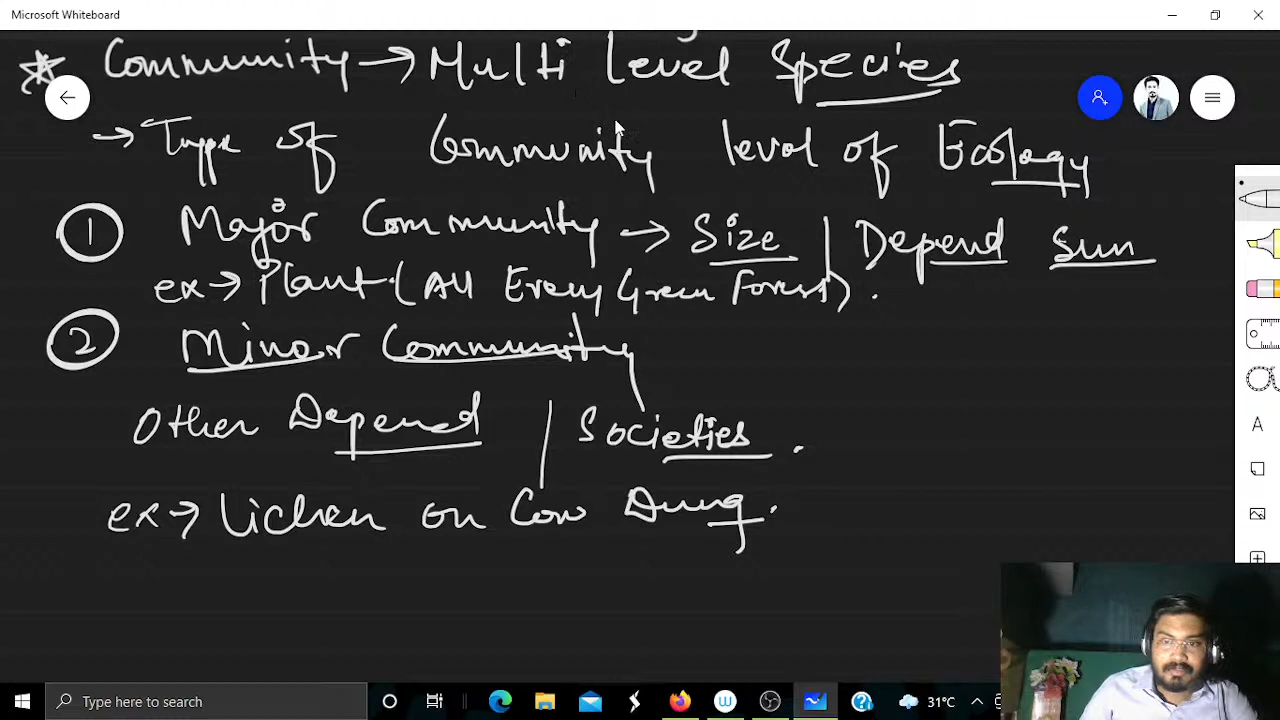 Microsoft Whiteboard
Community → Multi level Species
→ Type of Community level of Ecology
1 Major Community → Size | Depend Sun
ex → Plant (All Every Green Forest).
2 Minor Community
Other Depend | Societies.
ex → Lichen on Cow Dung.
A
Type here to search
31°C